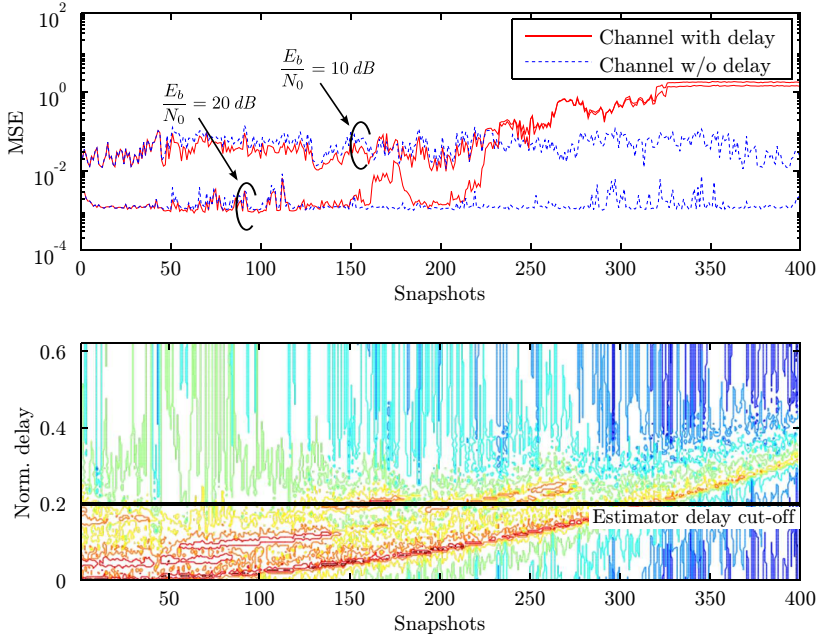 10^2
10^0
10^-2
10^-4
MSE
Channel with delay
Channel w/o delay
E_b/N_0 = 10 dB
E_b/N_0 = 20 dB
0 50 100 150 200 250 300 350 400
Snapshots
0.6
0.4
0.2
0
Norm. delay
Estimator delay cut-off
0 50 100 150 200 250 300 350 400
Snapshots